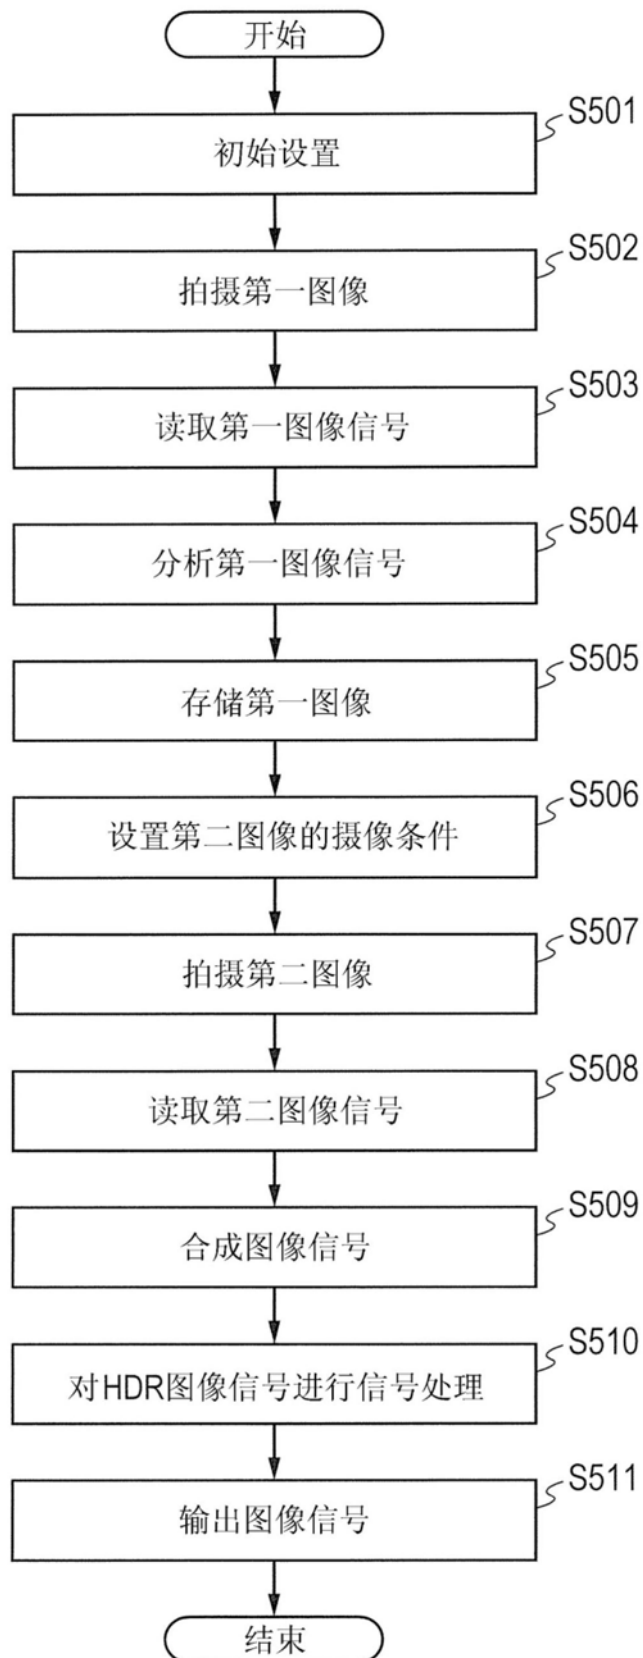 开始
S501
初始设置
S502
拍摄第一图像
S503
读取第一图像信号
S504
分析第一图像信号
S505
存储第一图像
S506
设置第二图像的摄像条件
S507
拍摄第二图像
S508
读取第二图像信号
S509
合成图像信号
S510
对HDR图像信号进行信号处理
S511
输出图像信号
结束